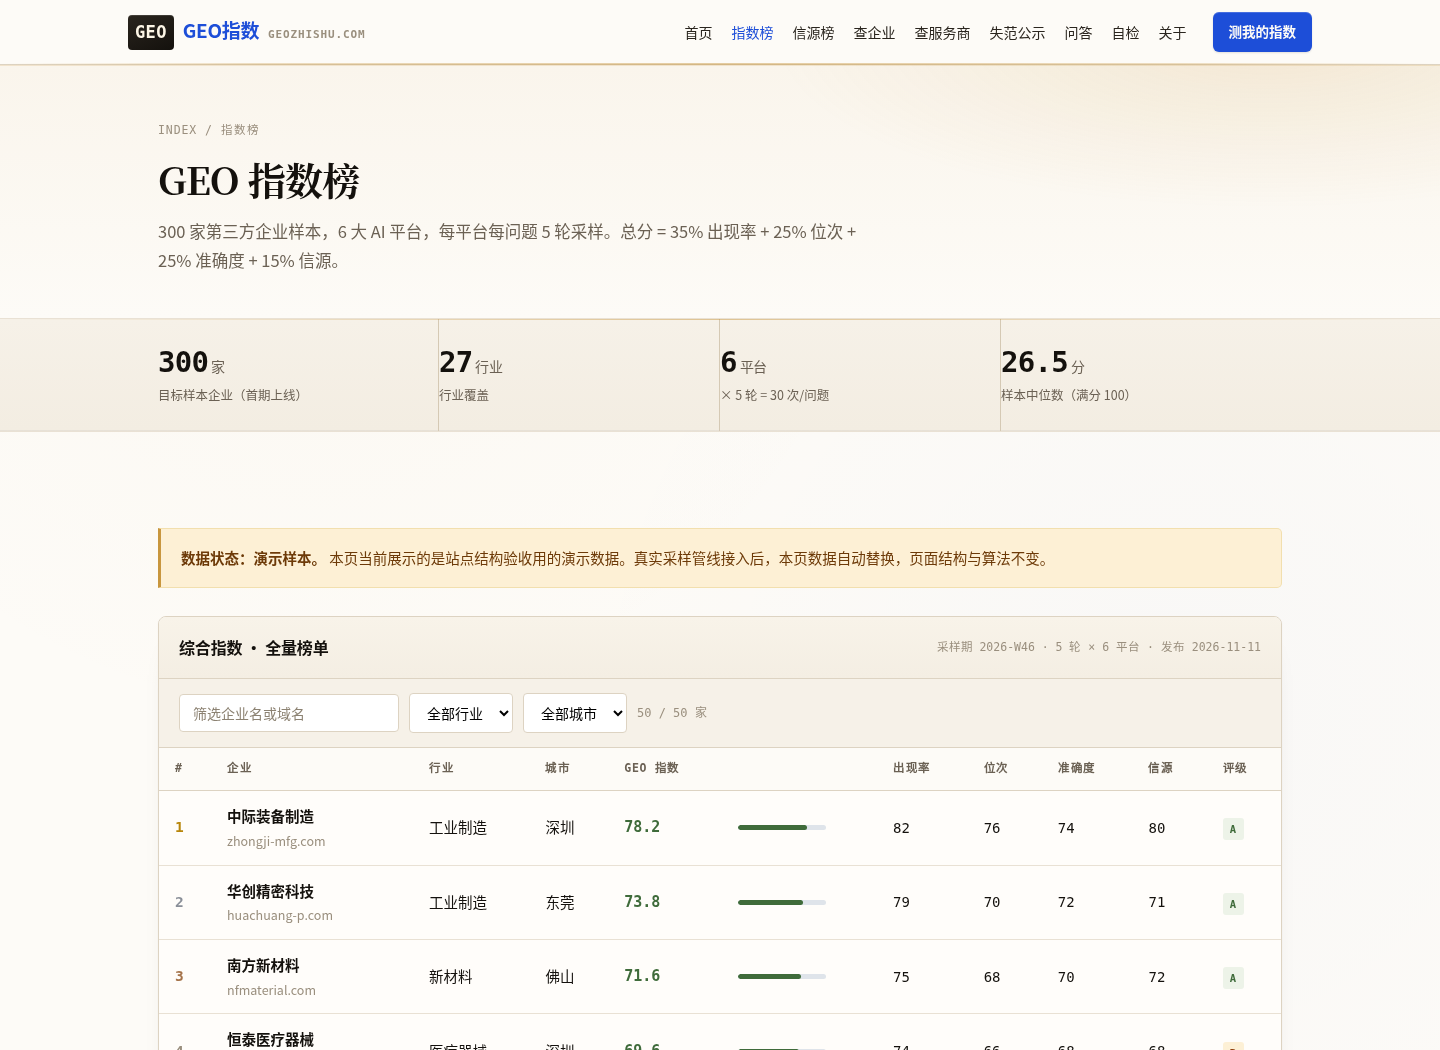 GEO GEO指数 GEOZHISHU.COM 首页 指数榜 信源榜 查企业 查服务商 失范公示 问答 自检 关于 测我的指数
INDEX / 指数榜
GEO 指数榜
300 家第三方企业样本，6 大 AI 平台，每平台每问题 5 轮采样。总分 = 35% 出现率 + 25% 位次 +
25% 准确度 + 15% 信源。
300 家 27 行业 6 平台 26.5 分
目标样本企业（首期上线） 行业覆盖 × 5 轮 = 30 次/问题 样本中位数（满分 100）
数据状态：演示样本。 本页当前展示的是站点结构验收用的演示数据。真实采样管线接入后，本页数据自动替换，页面结构与算法不变。
综合指数 · 全量榜单 采样期 2026-W46 · 5 轮 × 6 平台 · 发布 2026-11-11
筛选企业名或域名 全部行业 全部城市 50 / 50 家
# 企业 行业 城市 GEO 指数 出现率 位次 准确度 信源 评级
1 中际装备制造 工业制造 深圳 78.2 82 76 74 80 A
zhongji-mfg.com
2 华创精密科技 工业制造 东莞 73.8 79 70 72 71 A
huachuang-p.com
3 南方新材料 新材料 佛山 71.6 75 68 70 72 A
nfmaterial.com
恒泰医疗器械